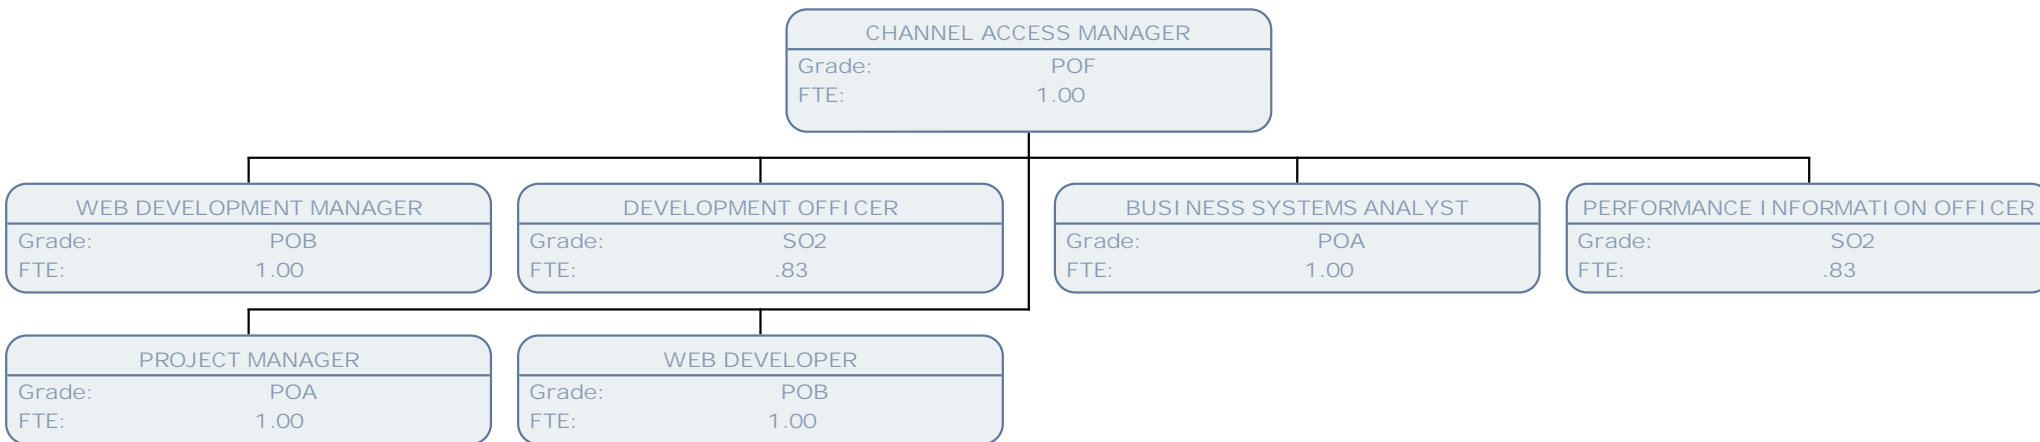 CHANNEL ACCESS MANAGER
Grade: POF
FTE: 1.00
WEB DEVELOPMENT MANAGER
Grade: POB
FTE: 1.00
DEVELOPMENT OFFICER
Grade: SO2
FTE: .83
BUSINESS SYSTEMS ANALYST
Grade: POA
FTE: 1.00
PERFORMANCE INFORMATION OFFICER
Grade: SO2
FTE: .83
PROJECT MANAGER
Grade: POA
FTE: 1.00
WEB DEVELOPER
Grade: POB
FTE: 1.00